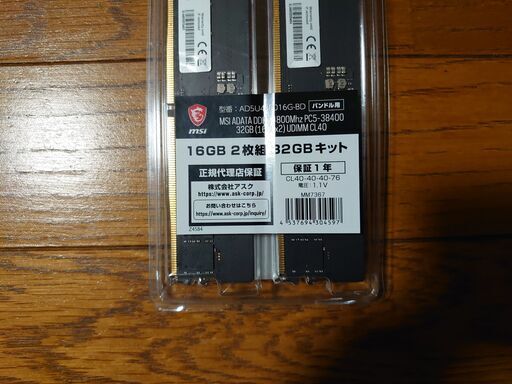 型番: AD5U4 016G-BD バンドル用
msi
MSI ADATA DDR 4800Mhz PC5-38400
32GB (16 x2) UDIMM CL40
16GB 2枚組 32GBキット
正規代理店保証
株式会社アスク
https://www.ask-corp.jp/
お問い合わせはこちら
https://www.ask-corp.jp/inquiry/
Z4584
保証1年
CL40-40-40-76
電圧: 1.1V
MM7367
4 537694 304597